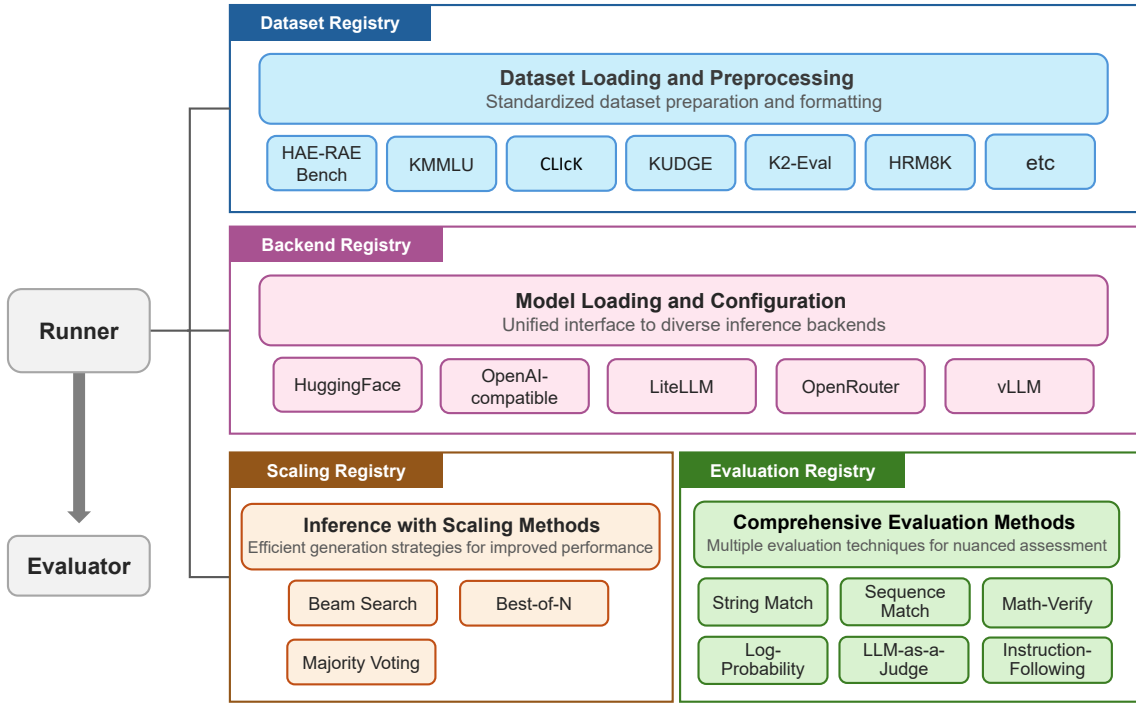 Dataset Registry
Dataset Loading and Preprocessing
Standardized dataset preparation and formatting
HAE-RAE
Bench
KMMLU
CLIcK
KUDGE
K2-Eval
HRM8K
etc
Backend Registry
Model Loading and Configuration
Unified interface to diverse inference backends
HuggingFace
OpenAI-
compatible
LiteLLM
OpenRouter
vLLM
Runner
Evaluator
Scaling Registry
Inference with Scaling Methods
Efficient generation strategies for improved performance
Beam Search
Best-of-N
Majority Voting
Evaluation Registry
Comprehensive Evaluation Methods
Multiple evaluation techniques for nuanced assessment
String Match
Sequence
Match
Math-Verify
Log-
Probability
LLM-as-a-
Judge
Instruction-
Following